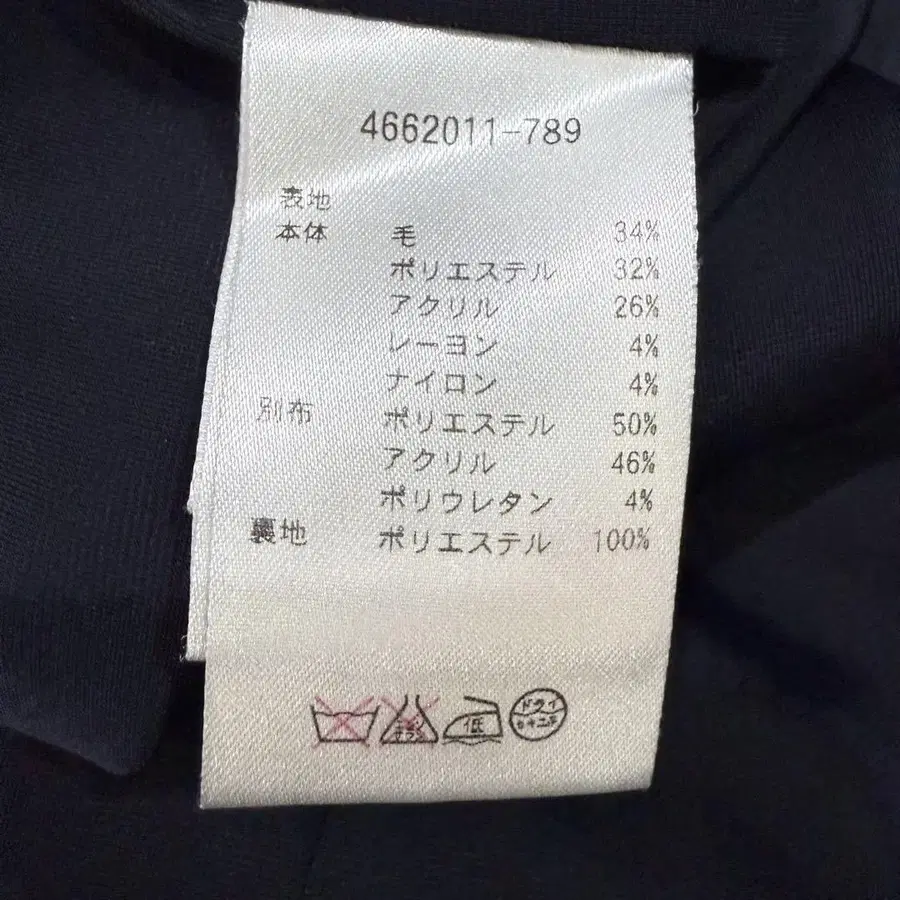 4662011-789
表地
本体 毛 34%
ポリエステル 32%
アクリル 26%
レーヨン 4%
ナイロン 4%
別布 ポリエステル 50%
アクリル 46%
ポリウレタン 4%
裏地 ポリエステル 100%
低 ドライ